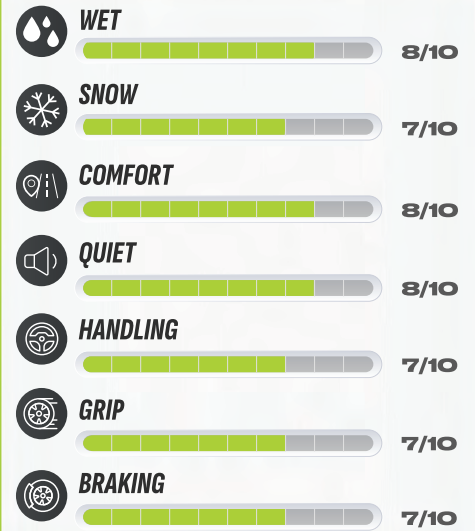 WET
8/10
SNOW
7/10
COMFORT
8/10
QUIET
8/10
HANDLING
7/10
GRIP
7/10
BRAKING
7/10